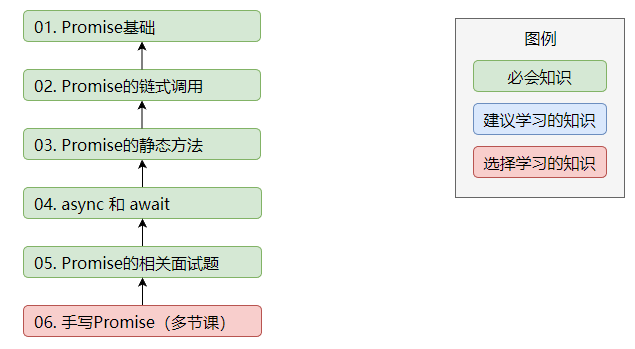 01. Promise基础
02. Promise的链式调用
03. Promise的静态方法
04. async 和 await
05. Promise的相关面试题
06. 手写Promise（多节课）
图例
必会知识
建议学习的知识
选择学习的知识